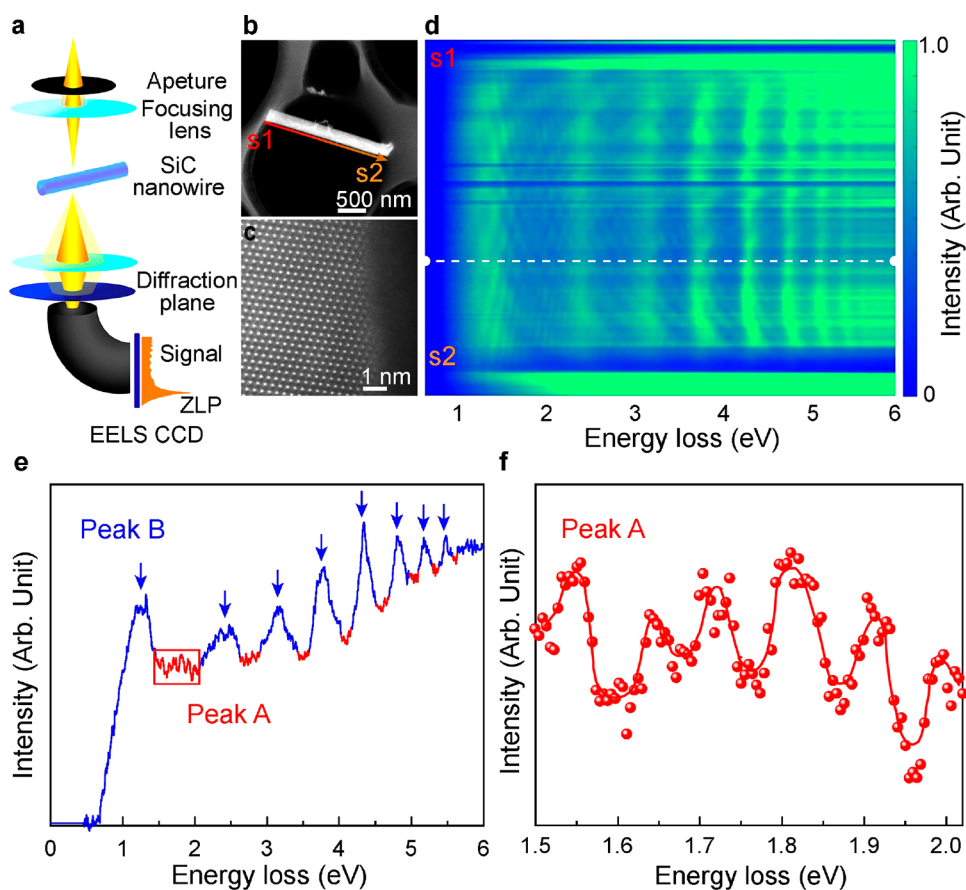 a
Apeture
Focusing
lens
SiC
nanowire
Diffraction
plane
Signal
ZLP
EELS CCD
b
s1
s2
500 nm
c
1 nm
d
s1
s2
1 2 3 4 5 6
Energy loss (eV)
1.0
0
Intensity (Arb. Unit)
e
Peak B
Peak A
Intensity (Arb. Unit)
0 1 2 3 4 5 6
Energy loss (eV)
f
Peak A
Intensity (Arb. Unit)
1.5 1.6 1.7 1.8 1.9 2.0
Energy loss (eV)